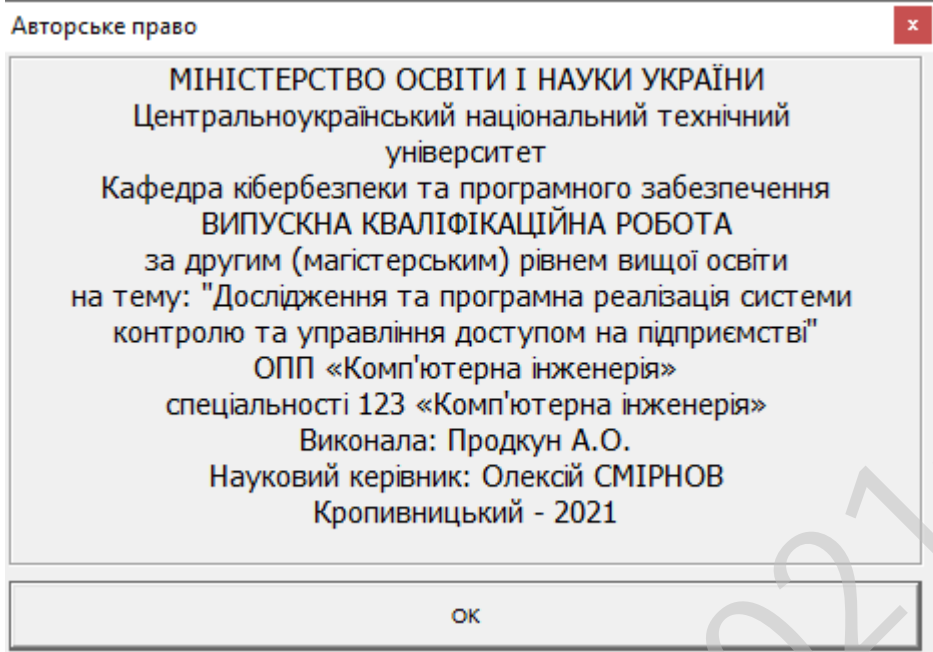 Авторське право
x
МІНІСТЕРСТВО ОСВІТИ І НАУКИ УКРАЇНИ
Центральноукраїнський національний технічний
університет
Кафедра кібербезпеки та програмного забезпечення
ВИПУСКНА КВАЛІФІКАЦІЙНА РОБОТА
за другим (магістерським) рівнем вищої освіти
на тему: "Дослідження та програмна реалізація системи
контролю та управління доступом на підприємстві"
ОПП «Комп'ютерна інженерія»
спеціальності 123 «Комп'ютерна інженерія»
Виконала: Продкун А.О.
Науковий керівник: Олексій СМІРНОВ
Кропивницький - 2021
ОК
021